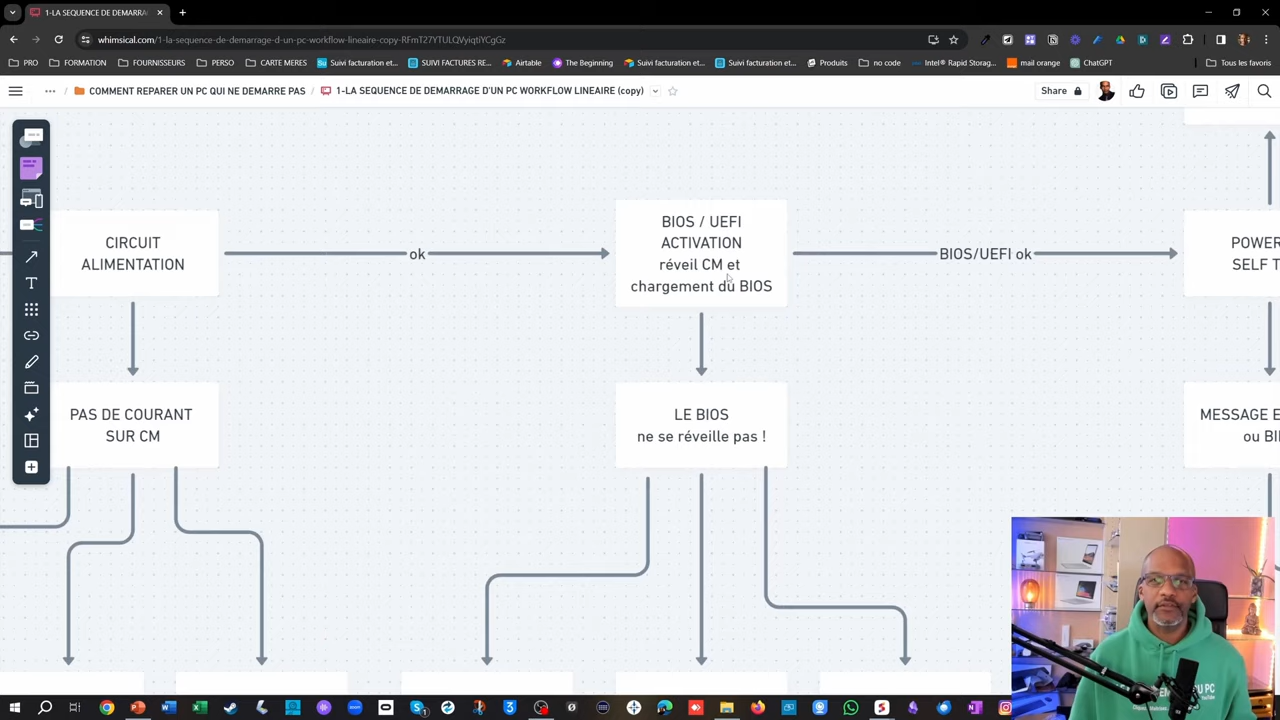 1-LA SEQUENCE DE DEMARRA
whimsical.com/1-la-sequence-de-demarrage-d-un-pc-workflow-lineaire-copy-RFmT27YTULQVyiqtiYCgGz
PRO FORMATION FOURNISSEURS PERSO CARTE MERES Suivi facturation et... SUIVI FACTURES RE... Airtable The Beginning Suivi facturation et... Suivi facturation et... Produits no code Intel® Rapid Storag... mail orange ChatGPT Tous les favoris
... / COMMENT REPARER UN PC QUI NE DEMARRE PAS / 1-LA SEQUENCE DE DEMARRAGE D'UN PC WORKFLOW LINEAIRE (copy) Share
CIRCUIT
ALIMENTATION
ok
BIOS / UEFI
ACTIVATION
réveil CM et
chargement du BIOS
BIOS/UEFI ok
POWER
SELF T
PAS DE COURANT
SUR CM
LE BIOS
ne se réveille pas !
MESSAGE E
ou BI